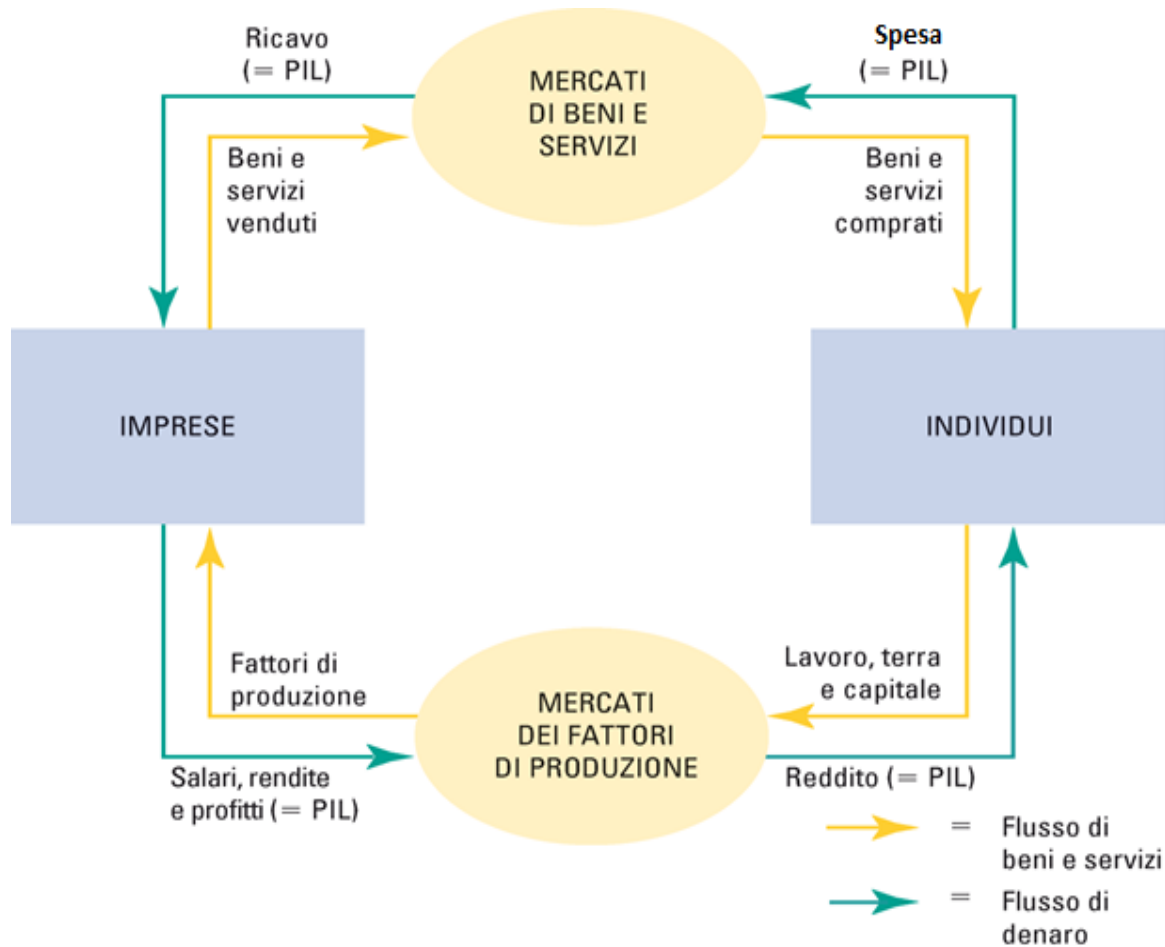 Ricavo
(= PIL)
MERCATI
DI BENI E
SERVIZI
Spesa
(= PIL)
Beni e
servizi
venduti
Beni e
servizi
comprati
IMPRESE
INDIVIDUI
Fattori di
produzione
MERCATI
DEI FATTORI
DI PRODUZIONE
Lavoro, terra
e capitale
Salari, rendite
e profitti (= PIL)
Reddito (= PIL)
= Flusso di
beni e servizi
= Flusso di
denaro